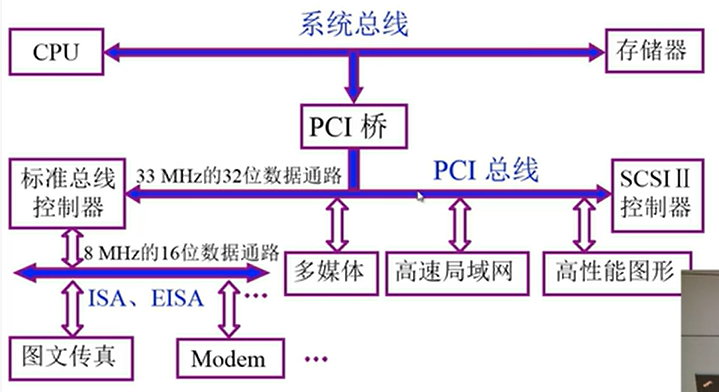 系统总线
CPU
存储器
PCI 桥
33 MHz的32位数据通路
PCI 总线
标准总线
控制器
SCSIⅡ
控制器
8 MHz的16位数据通路
多媒体
高速局域网
高性能图形
ISA、EISA
…
图文传真
Modem
…